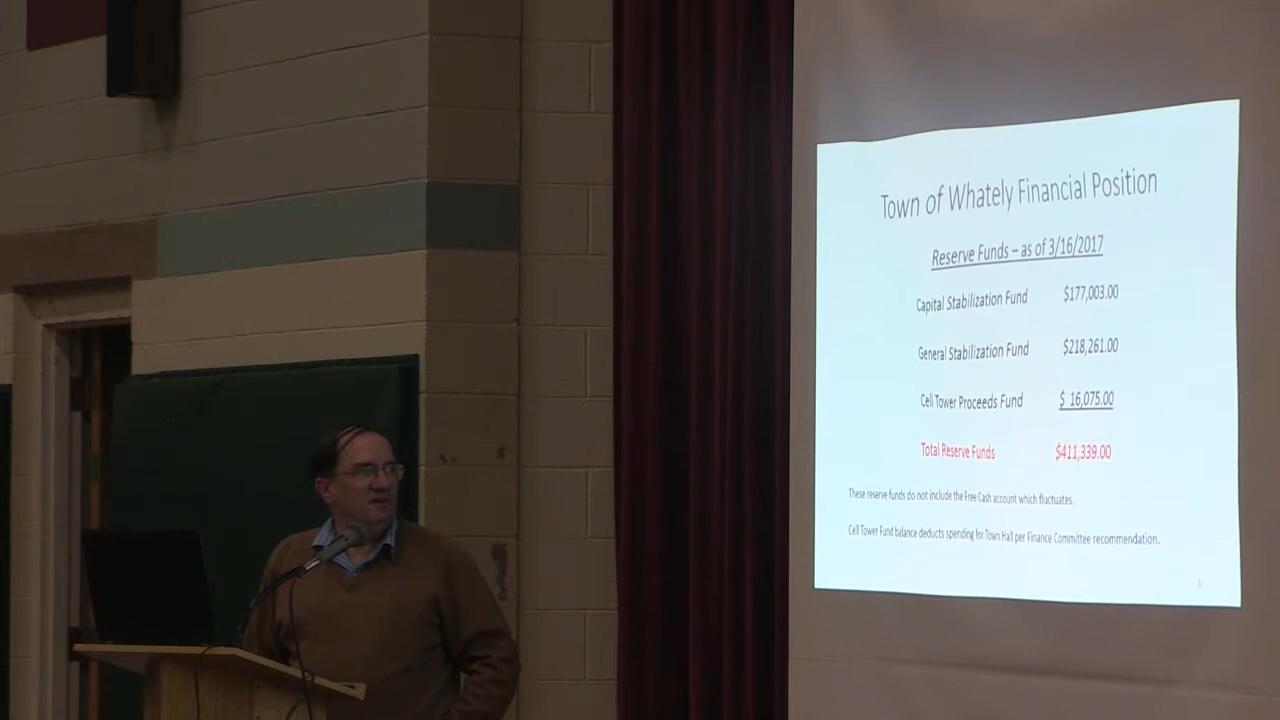 Town of Whately Financial Position
Reserve Funds – as of 3/16/2017
Capital Stabilization Fund $177,003.00
General Stabilization Fund $218,261.00
Cell Tower Proceeds Fund $ 16,075.00
Total Reserve Funds $411,339.00
These reserve funds do not include the Free Cash account which fluctuates.
Cell Tower Fund balance deducts spending for Town Hall per Finance Committee recommendation.